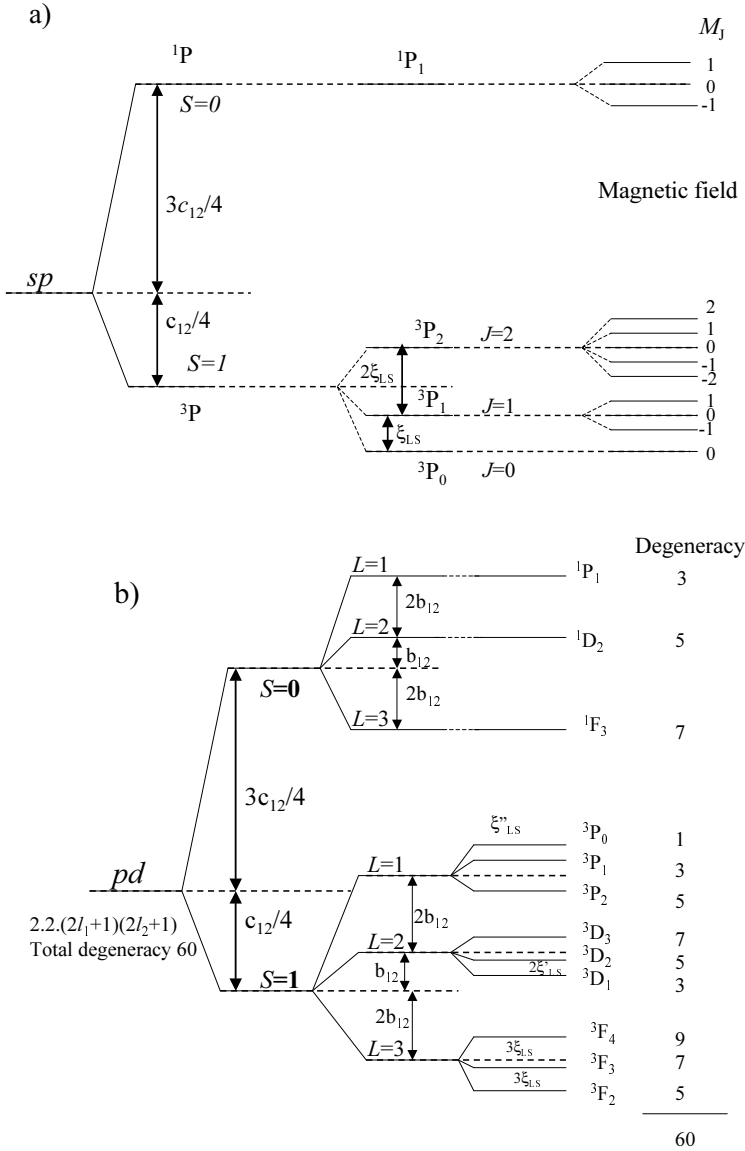 a)
M_J
¹P
¹P₁
1
0
-1
S=0
3c₁₂/4
Magnetic field
sp
c₁₂/4
S=1
³P
³P₂
J=2
2
1
0
-1
-2
2ξ_LS
³P₁
J=1
1
0
-1
ξ_LS
³P₀
J=0
0
Degeneracy
b)
L=1
¹P₁
3
2b₁₂
L=2
¹D₂
5
b₁₂
S=0
2b₁₂
L=3
¹F₃
7
3c₁₂/4
ξ”_LS
³P₀
1
L=1
³P₁
3
pd
³P₂
5
2.2.(2l₁+1)(2l₂+1)
Total degeneracy 60
c₁₂/4
2b₁₂
L=2
³D₃
7
³D₂
5
b₁₂
2ξ'_LS
³D₁
3
S=1
2b₁₂
L=3
³F₄
9
3ξ_LS
³F₃
7
3ξ_LS
³F₂
5
60